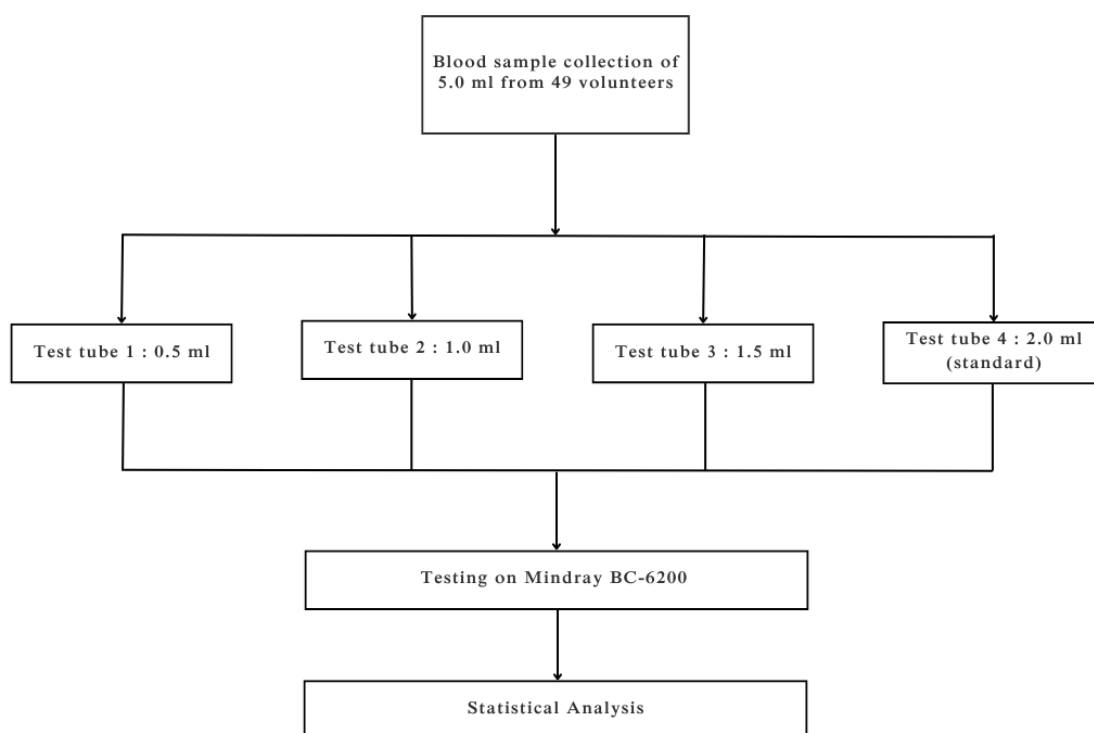 Blood sample collection of
5.0 ml from 49 volunteers
Test tube 1 : 0.5 ml
Test tube 2 : 1.0 ml
Test tube 3 : 1.5 ml
Test tube 4 : 2.0 ml
(standard)
Testing on Mindray BC-6200
Statistical Analysis